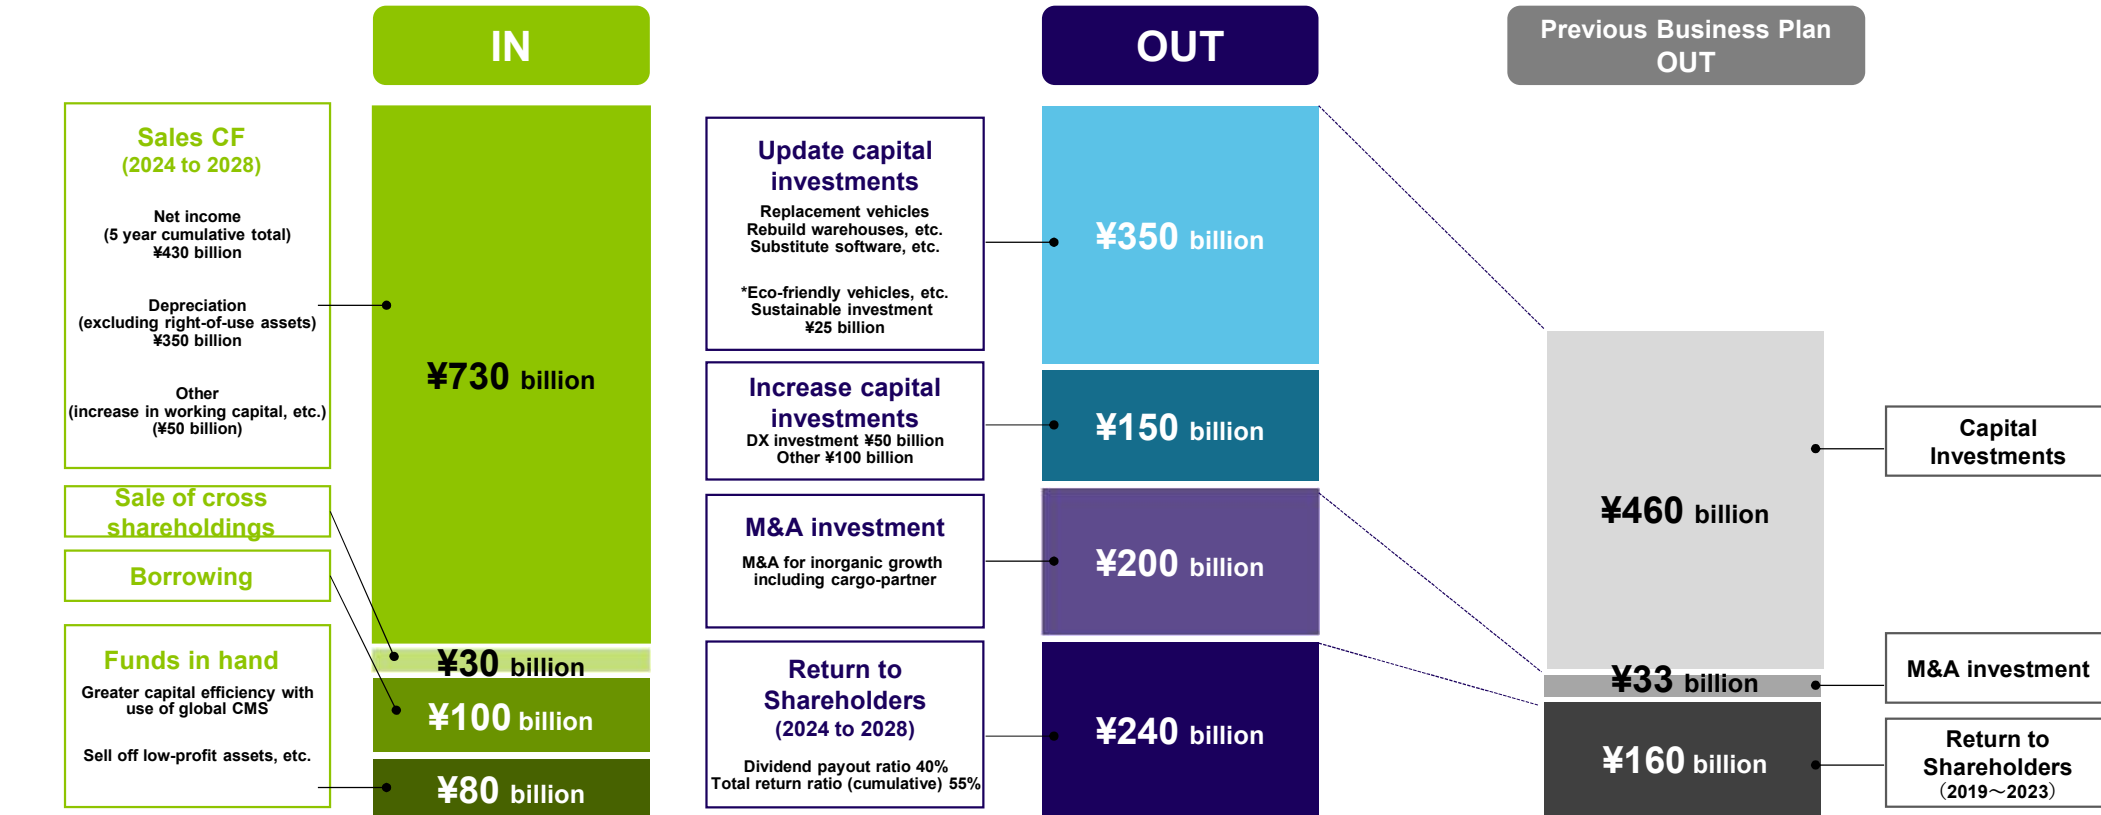 IN
Sales CF
(2024 to 2028)
Net income
(5 year cumulative total)
¥430 billion
Depreciation
(excluding right-of-use assets)
¥350 billion
Other
(increase in working capital, etc.)
(¥50 billion)
¥730 billion
Sale of cross
shareholdings
¥30 billion
Borrowing
¥100 billion
Funds in hand
Greater capital efficiency with
use of global CMS
Sell off low-profit assets, etc.
¥80 billion
OUT
Update capital
investments
Replacement vehicles
Rebuild warehouses, etc.
Substitute software, etc.
*Eco-friendly vehicles, etc.
Sustainable investment
¥25 billion
¥350 billion
Increase capital
investments
DX investment ¥50 billion
Other ¥100 billion
¥150 billion
M&A investment
M&A for inorganic growth
including cargo-partner
¥200 billion
Return to
Shareholders
(2024 to 2028)
Dividend payout ratio 40%
Total return ratio (cumulative) 55%
¥240 billion
Previous Business Plan
OUT
¥460 billion
Capital
Investments
¥33 billion
M&A investment
¥160 billion
Return to
Shareholders
（2019～2023）